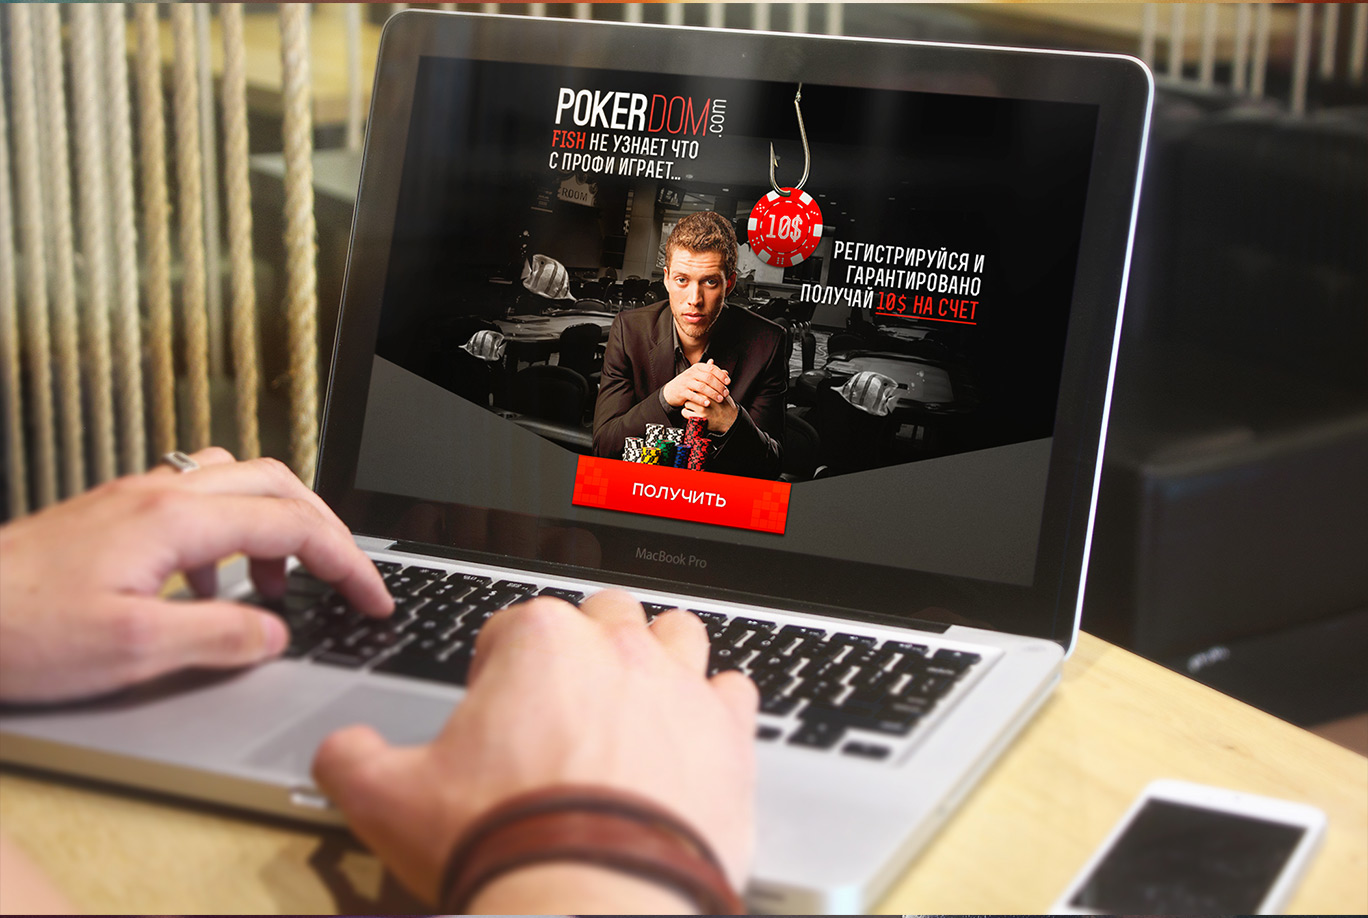 POKERDOM.com
FISH НЕ УЗНАЕТ ЧТО
С ПРОФИ ИГРАЕТ...
ROOM
10$
РЕГИСТРИРУЙСЯ И
ГАРАНТИРОВАНО
ПОЛУЧАЙ 10$ НА СЧЕТ
ПОЛУЧИТЬ
MacBook Pro